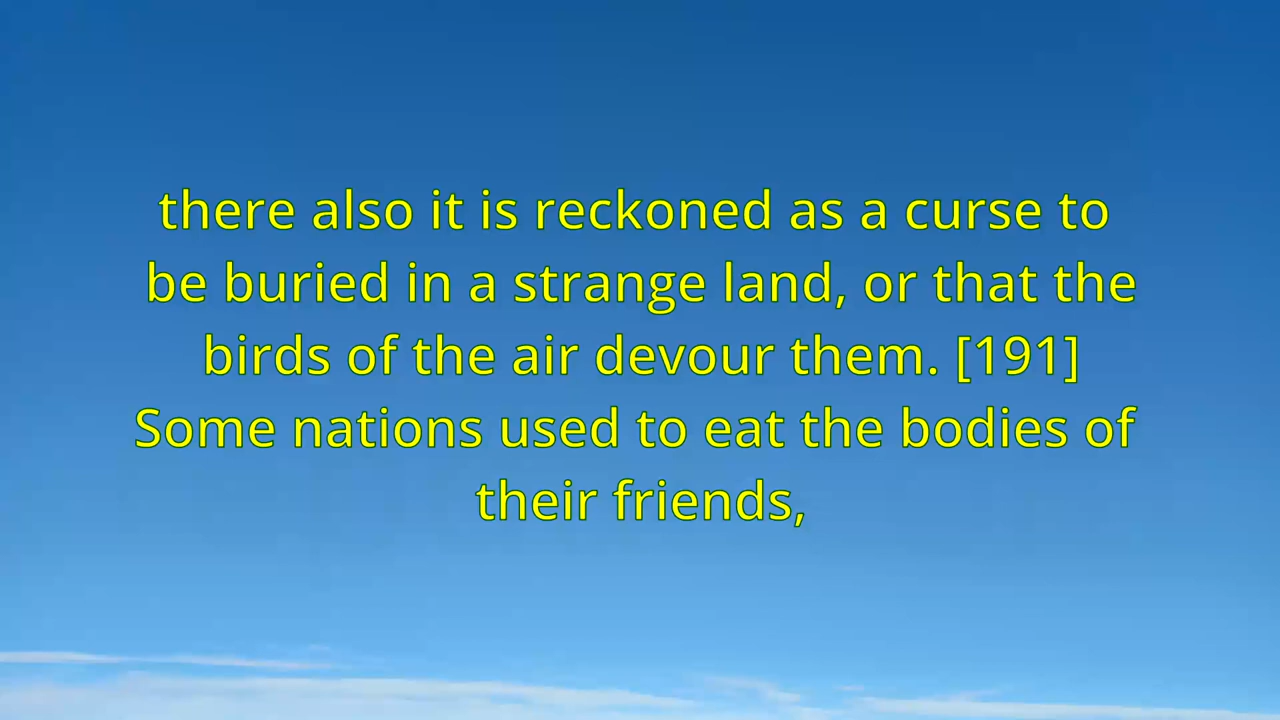 there also it is reckoned as a curse to
be buried in a strange land, or that the
birds of the air devour them. [191]
Some nations used to eat the bodies of
their friends,